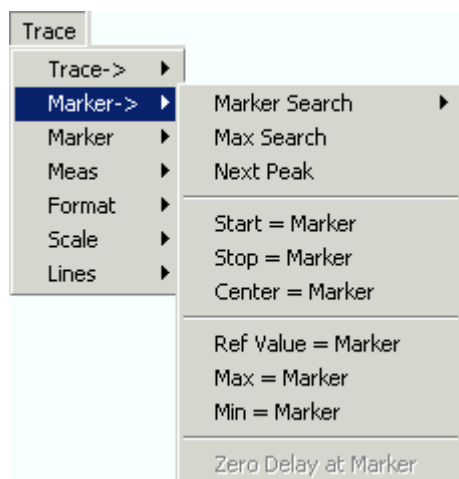 Trace
Trace->
Marker->
Marker
Meas
Format
Scale
Lines
Marker Search
Max Search
Next Peak
Start = Marker
Stop = Marker
Center = Marker
Ref Value = Marker
Max = Marker
Min = Marker
Zero Delay at Marker